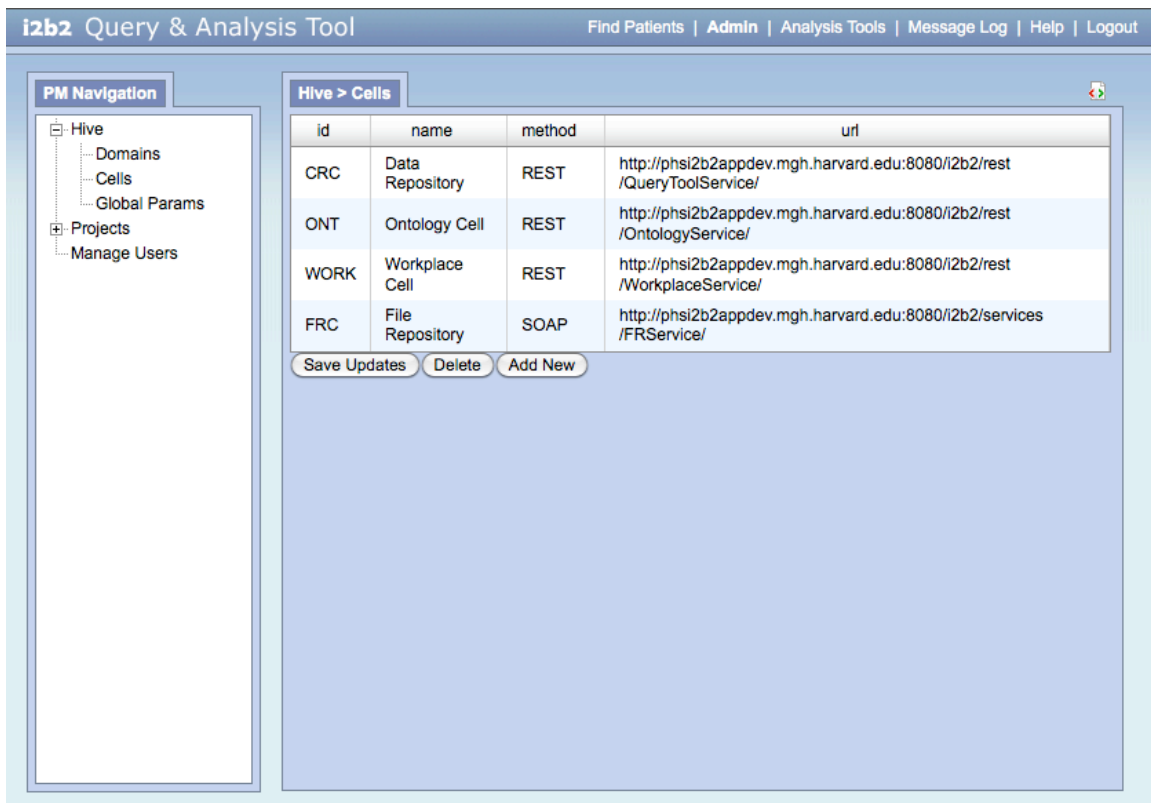 i2b2 Query & Analysis Tool
Find Patients | Admin | Analysis Tools | Message Log | Help | Logout
PM Navigation
Hive
Domains
Cells
Global Params
Projects
Manage Users
Hive > Cells
id name method url
CRC Data Repository REST http://phsi2b2appdev.mgh.harvard.edu:8080/i2b2/rest
/QueryToolService/
ONT Ontology Cell REST http://phsi2b2appdev.mgh.harvard.edu:8080/i2b2/rest
/OntologyService/
WORK Workplace Cell REST http://phsi2b2appdev.mgh.harvard.edu:8080/i2b2/rest
/WorkplaceService/
FRC File Repository SOAP http://phsi2b2appdev.mgh.harvard.edu:8080/i2b2/services
/FRService/
Save Updates Delete Add New